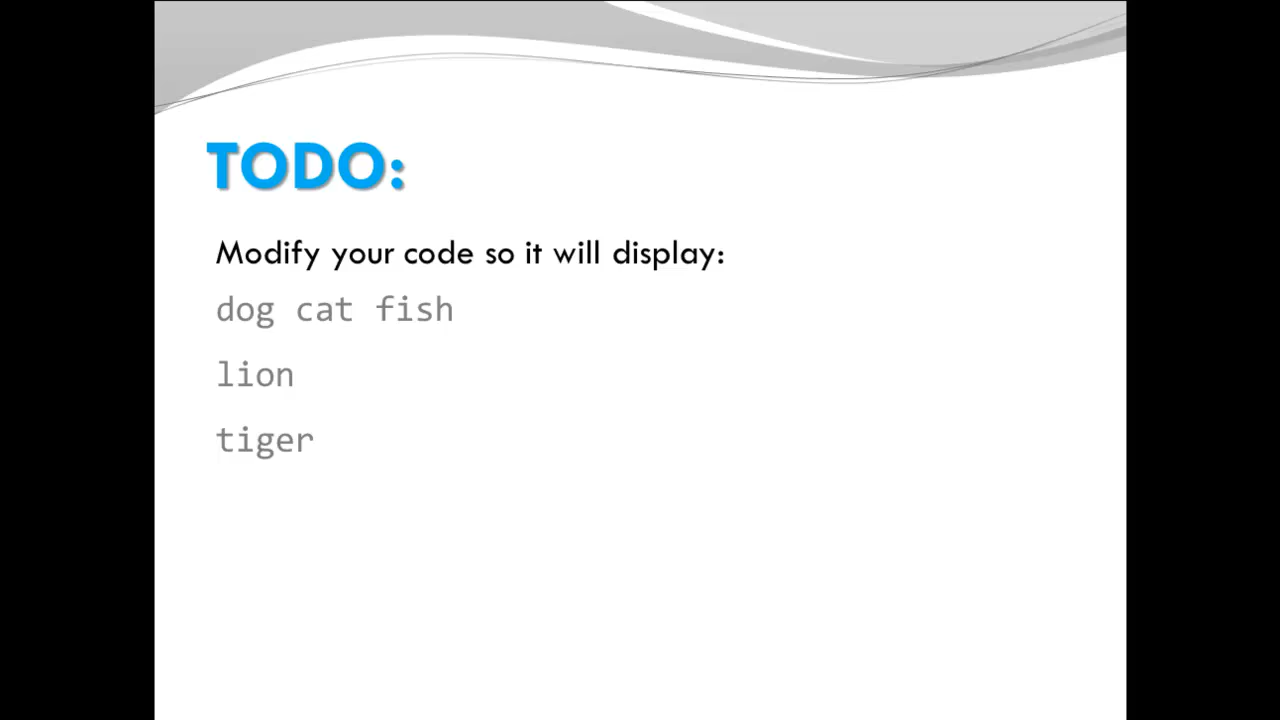 TODO:
Modify your code so it will display:
dog cat fish
lion
tiger